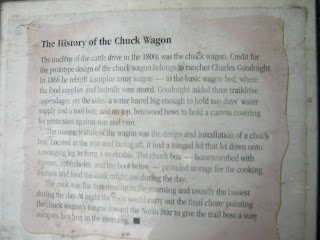 The History of the Chuck Wagon
The nucleus of the cattle drive in the 1800s was the chuck wagon. Credit for
the prototype design of the chuck wagon belongs to rancher Charles Goodnight.
In 1866 he rebuilt a surplus army wagon — to the basic wagon bed, where
the food supplies and bedrolls were stored. Goodnight added three traildrive
appendages: on the sides, a water barrel big enough to hold two days' water
supply and a tool box; and on top, bentwood bows to hold a canvas covering
for protection against sun and rain.
The unique feature of the wagon was the design and installation of a chuck
box. Located at the rear and facing aft, it had a hinged lid that let down onto
a swinging leg to form a worktable. The chuck box — honeycombed with
drawers, cubbyholes, and the boot below — provided storage for the cooking
utensils and food the cook might use during the day.
The cook was the first one up in the morning and usually the busiest
during the day. At night the cook would carry out the final chore: pointing
the chuck wagon's tongue toward the North Star to give the trail boss a sure
compass heading in the morning.